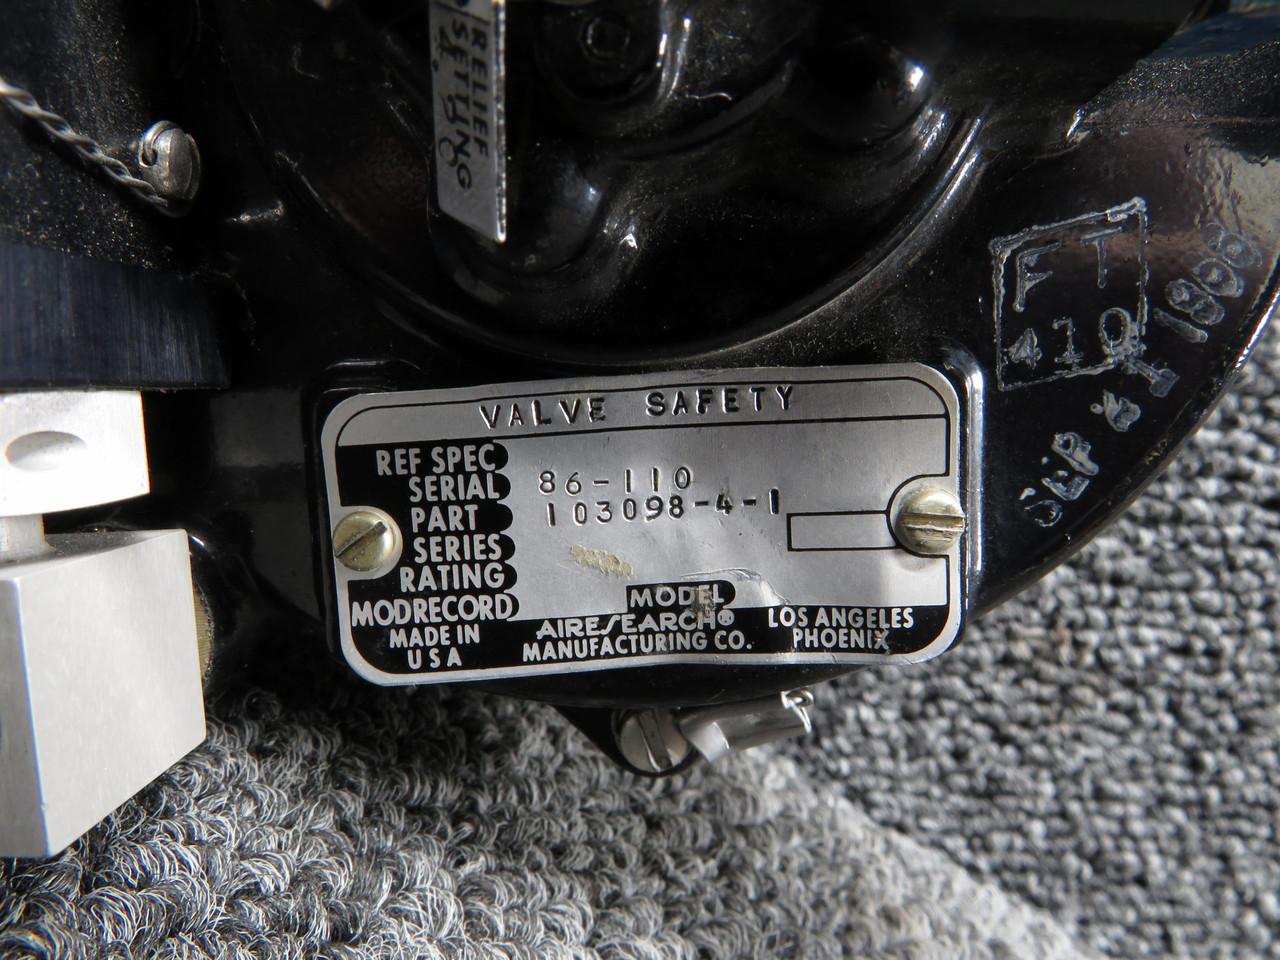 RELIEF
SETTING
FT
410
VALVE SAFETY
REF SPEC
SERIAL 86-110
PART 103098-4-1
SERIES
RATING
MODRECORD MODEL
MADE IN
USA
AIRESEARCH®
MANUFACTURING CO.
LOS ANGELES
PHOENIX
SEP